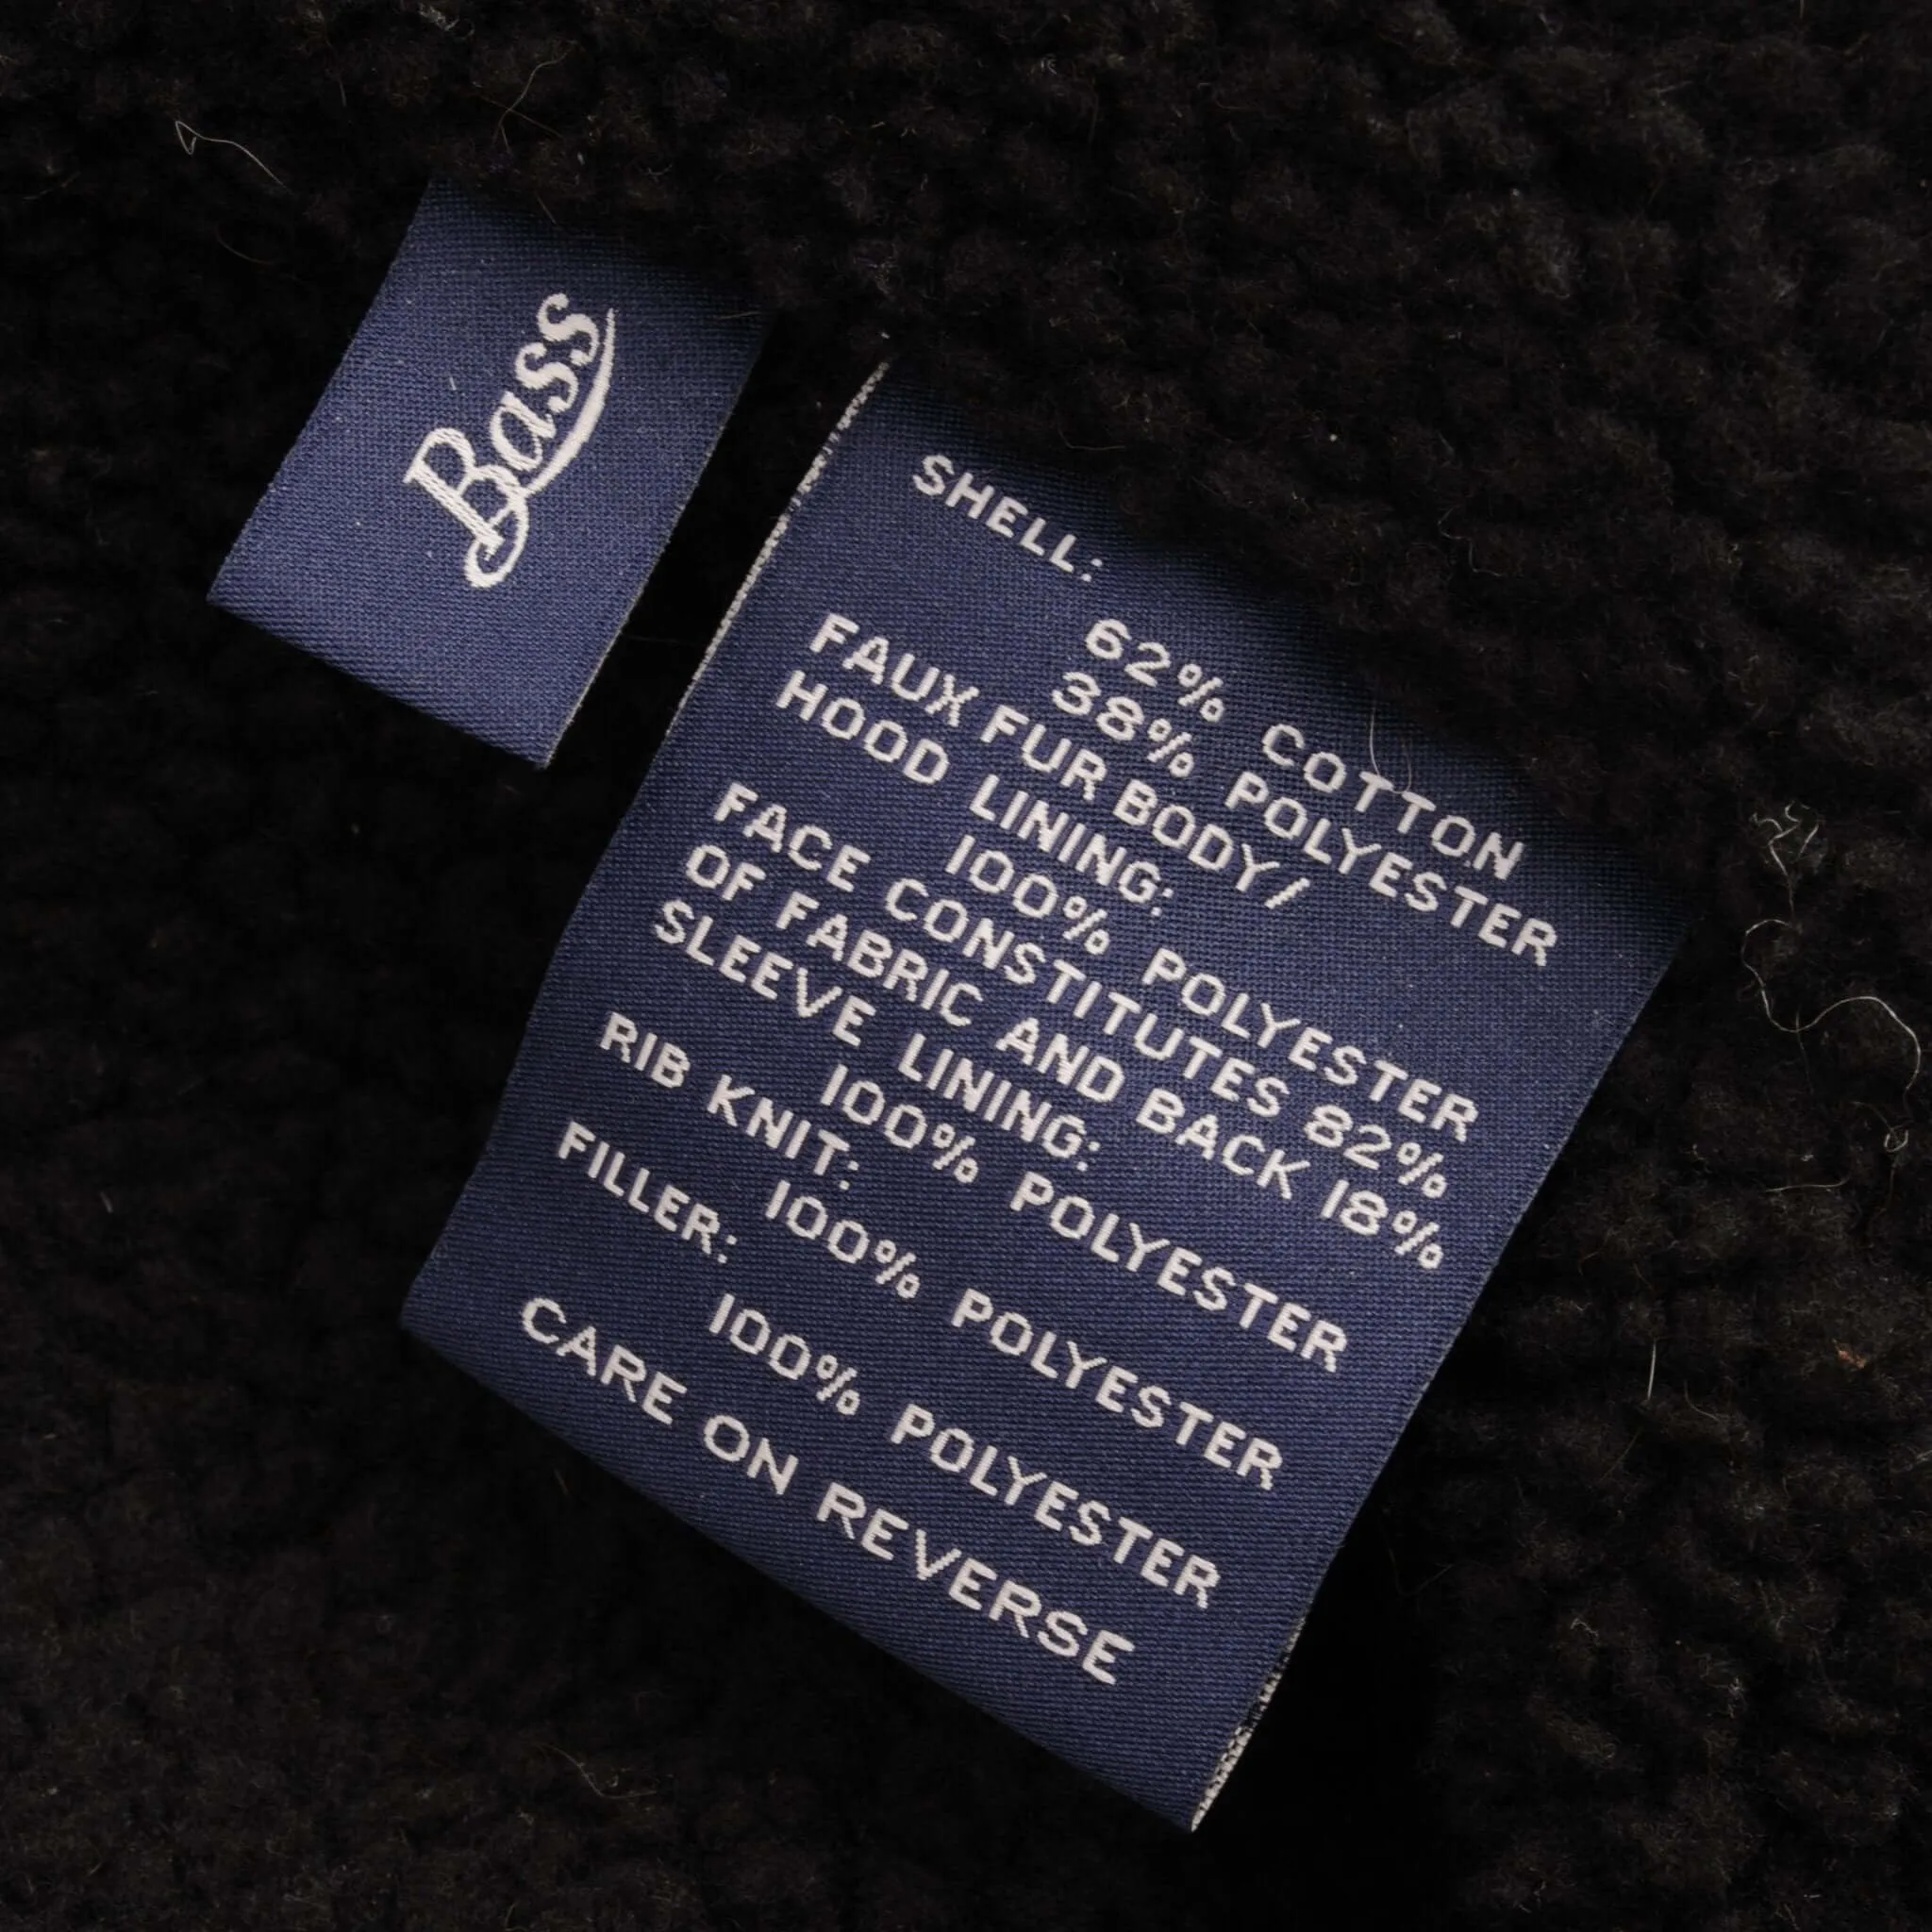 Bass
SHELL:
62% COTTON
38% POLYESTER
FAUX FUR BODY/
HOOD LINING:
100% POLYESTER
FACE CONSTITUTES 82%
OF FABRIC AND BACK 18%
SLEEVE LINING:
100% POLYESTER
RIB KNIT:
100% POLYESTER
FILLER:
100% POLYESTER
CARE ON REVERSE